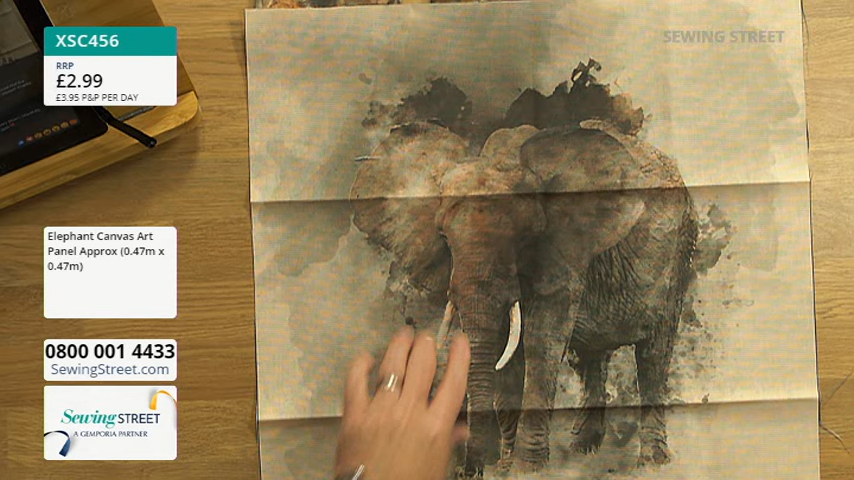 XSC456
RRP
£2.99
£3.95 P&P PER DAY
SEWING STREET
Elephant Canvas Art
Panel Approx (0.47m x
0.47m)
0800 001 4433
SewingStreet.com
Sewing STREET
A GEMPORIA PARTNER